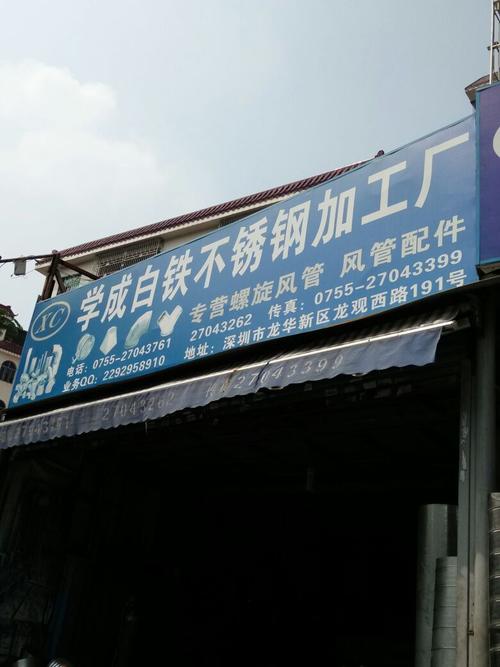 学成白铁不锈钢加工厂
XC
专营螺旋风管 风管配件
电话：0755-27043761 27043262 传真：0755-27043399
业务QQ：2292958910 地址：深圳市龙华新区龙观西路191号
27043262 27043399